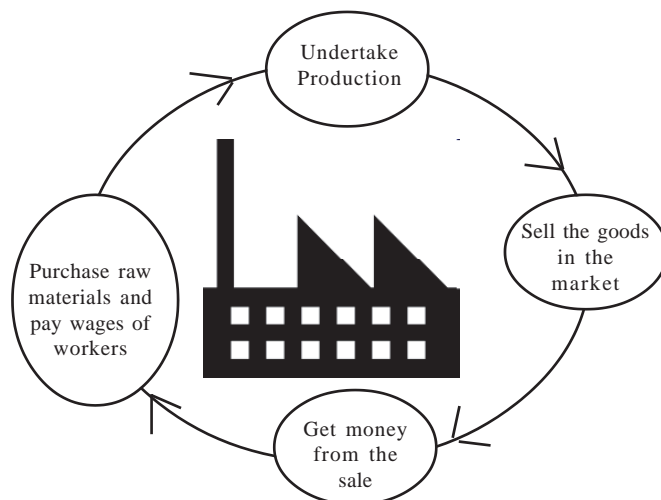 Undertake
Production
Sell the goods
in the
market
Get money
from the
sale
Purchase raw
materials and
pay wages of
workers